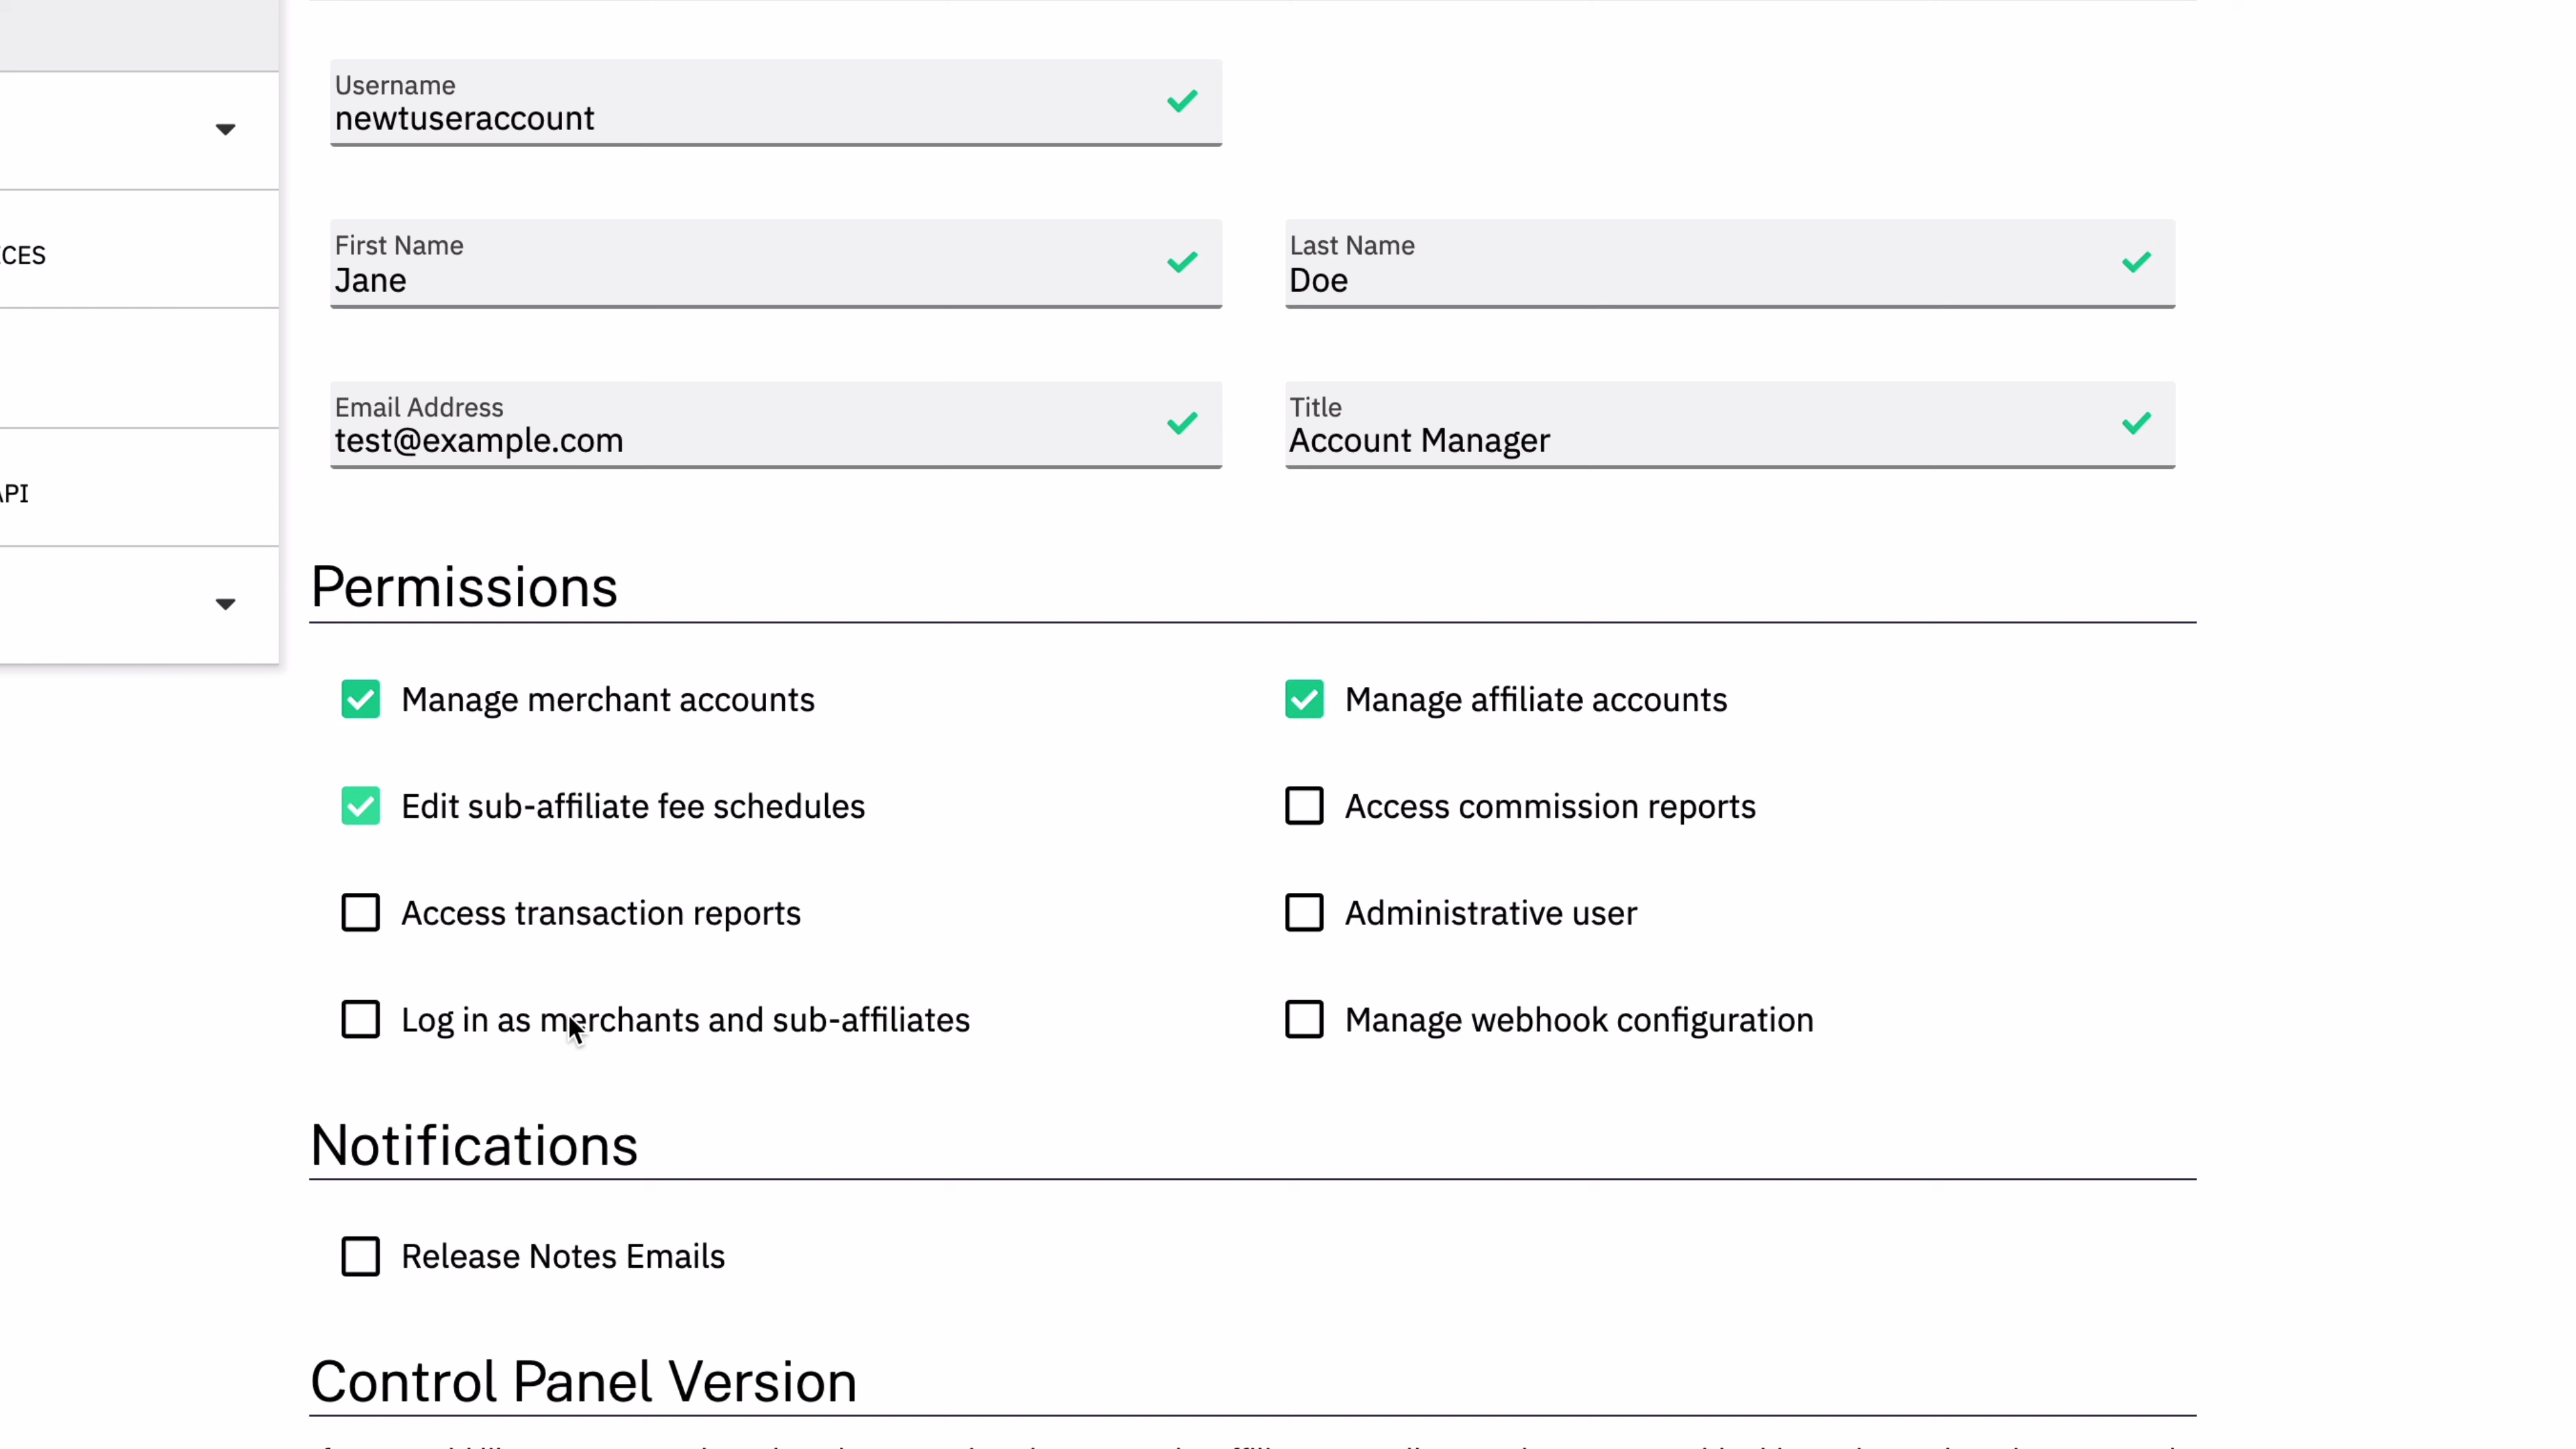 Username
newtuseraccount
CES
First Name
Jane
Last Name
Doe
Email Address
test@example.com
Title
Account Manager
API
Permissions
Manage merchant accounts
Manage affiliate accounts
Edit sub-affiliate fee schedules
Access commission reports
Access transaction reports
Administrative user
Log in as merchants and sub-affiliates
Manage webhook configuration
Notifications
Release Notes Emails
Control Panel Version